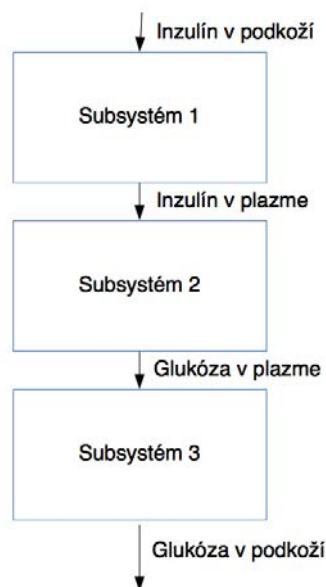 Inzulín v podkoží
Subsystém 1
Inzulín v plazme
Subsystém 2
Glukóza v plazme
Subsystém 3
Glukóza v podkoží